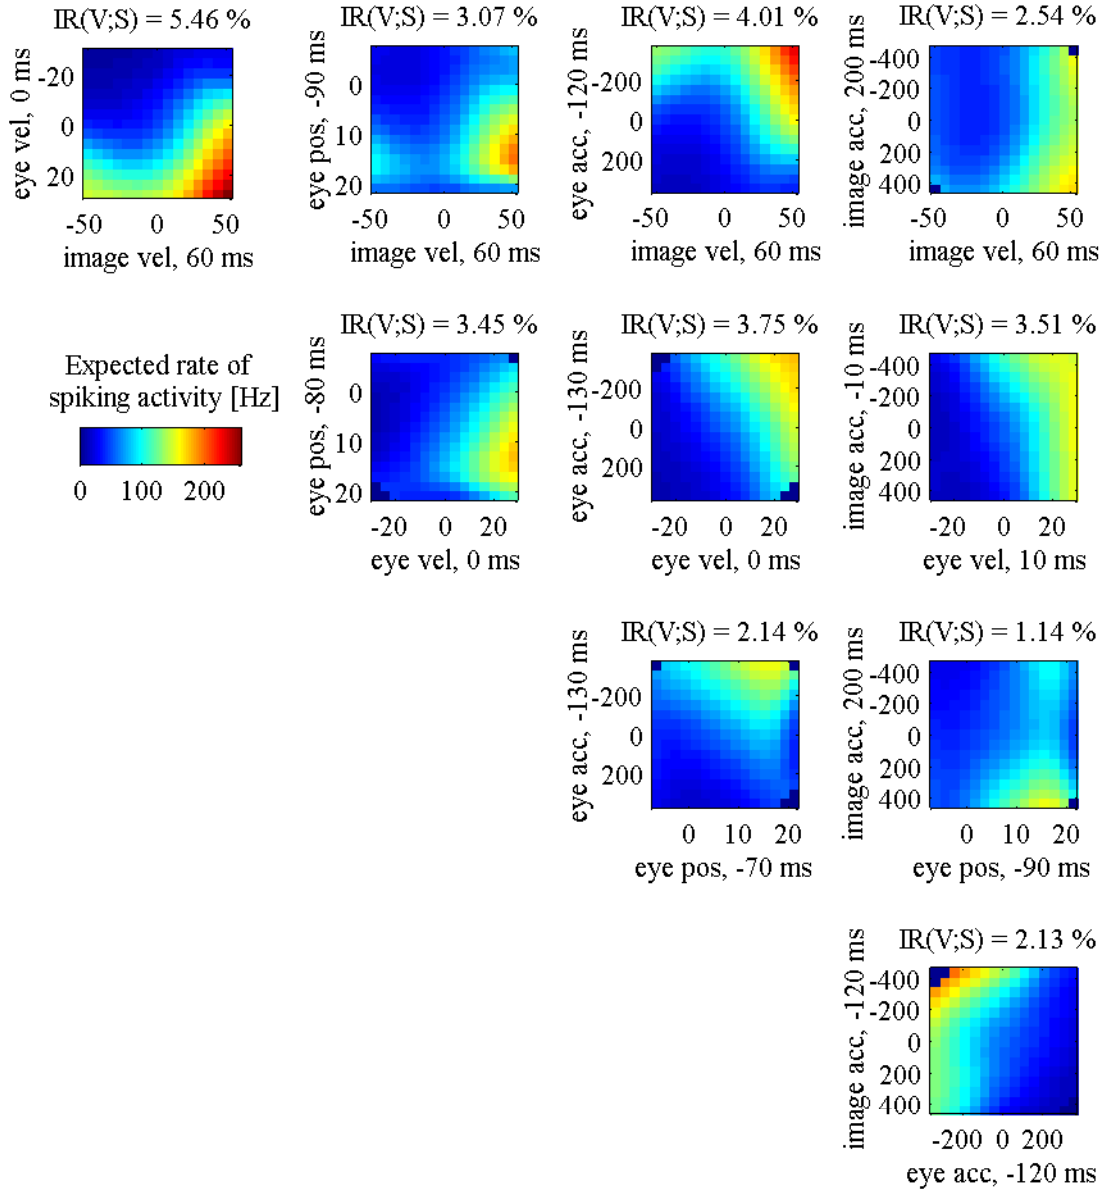 IR(V;S) = 5.46 %
eye vel, 0 ms
-20
0
20
-50 0 50
image vel, 60 ms
IR(V;S) = 3.07 %
eye pos, -90 ms
0
10
20
-50 0 50
image vel, 60 ms
IR(V;S) = 4.01 %
eye acc, -120 ms
-200
0
200
-50 0 50
image vel, 60 ms
IR(V;S) = 2.54 %
image acc, 200 ms
-400
-200
0
200
400
-50 0 50
image vel, 60 ms
Expected rate of
spiking activity [Hz]
0 100 200
IR(V;S) = 3.45 %
eye pos, -80 ms
0
10
20
-20 0 20
eye vel, 0 ms
IR(V;S) = 3.75 %
eye acc, -130 ms
-200
0
200
-20 0 20
eye vel, 0 ms
IR(V;S) = 3.51 %
image acc, -10 ms
-400
-200
0
200
400
-20 0 20
eye vel, 10 ms
IR(V;S) = 2.14 %
eye acc, -130 ms
-200
0
200
0 10 20
eye pos, -70 ms
IR(V;S) = 1.14 %
image acc, 200 ms
-400
-200
0
200
400
0 10 20
eye pos, -90 ms
IR(V;S) = 2.13 %
image acc, -120 ms
-400
-200
0
200
400
-200 0 200
eye acc, -120 ms